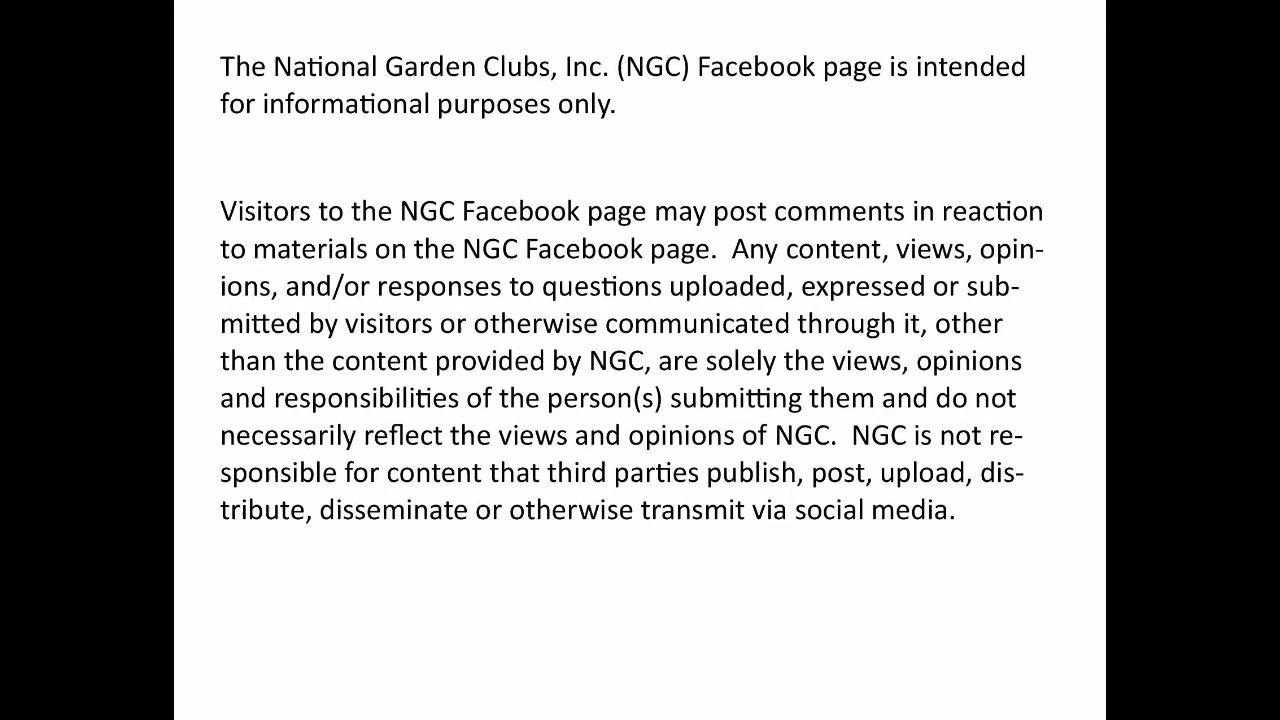 The National Garden Clubs, Inc. (NGC) Facebook page is intended
for informational purposes only.
Visitors to the NGC Facebook page may post comments in reaction
to materials on the NGC Facebook page.  Any content, views, opin-
ions, and/or responses to questions uploaded, expressed or sub-
mitted by visitors or otherwise communicated through it, other
than the content provided by NGC, are solely the views, opinions
and responsibilities of the person(s) submitting them and do not
necessarily reflect the views and opinions of NGC.  NGC is not re-
sponsible for content that third parties publish, post, upload, dis-
tribute, disseminate or otherwise transmit via social media.